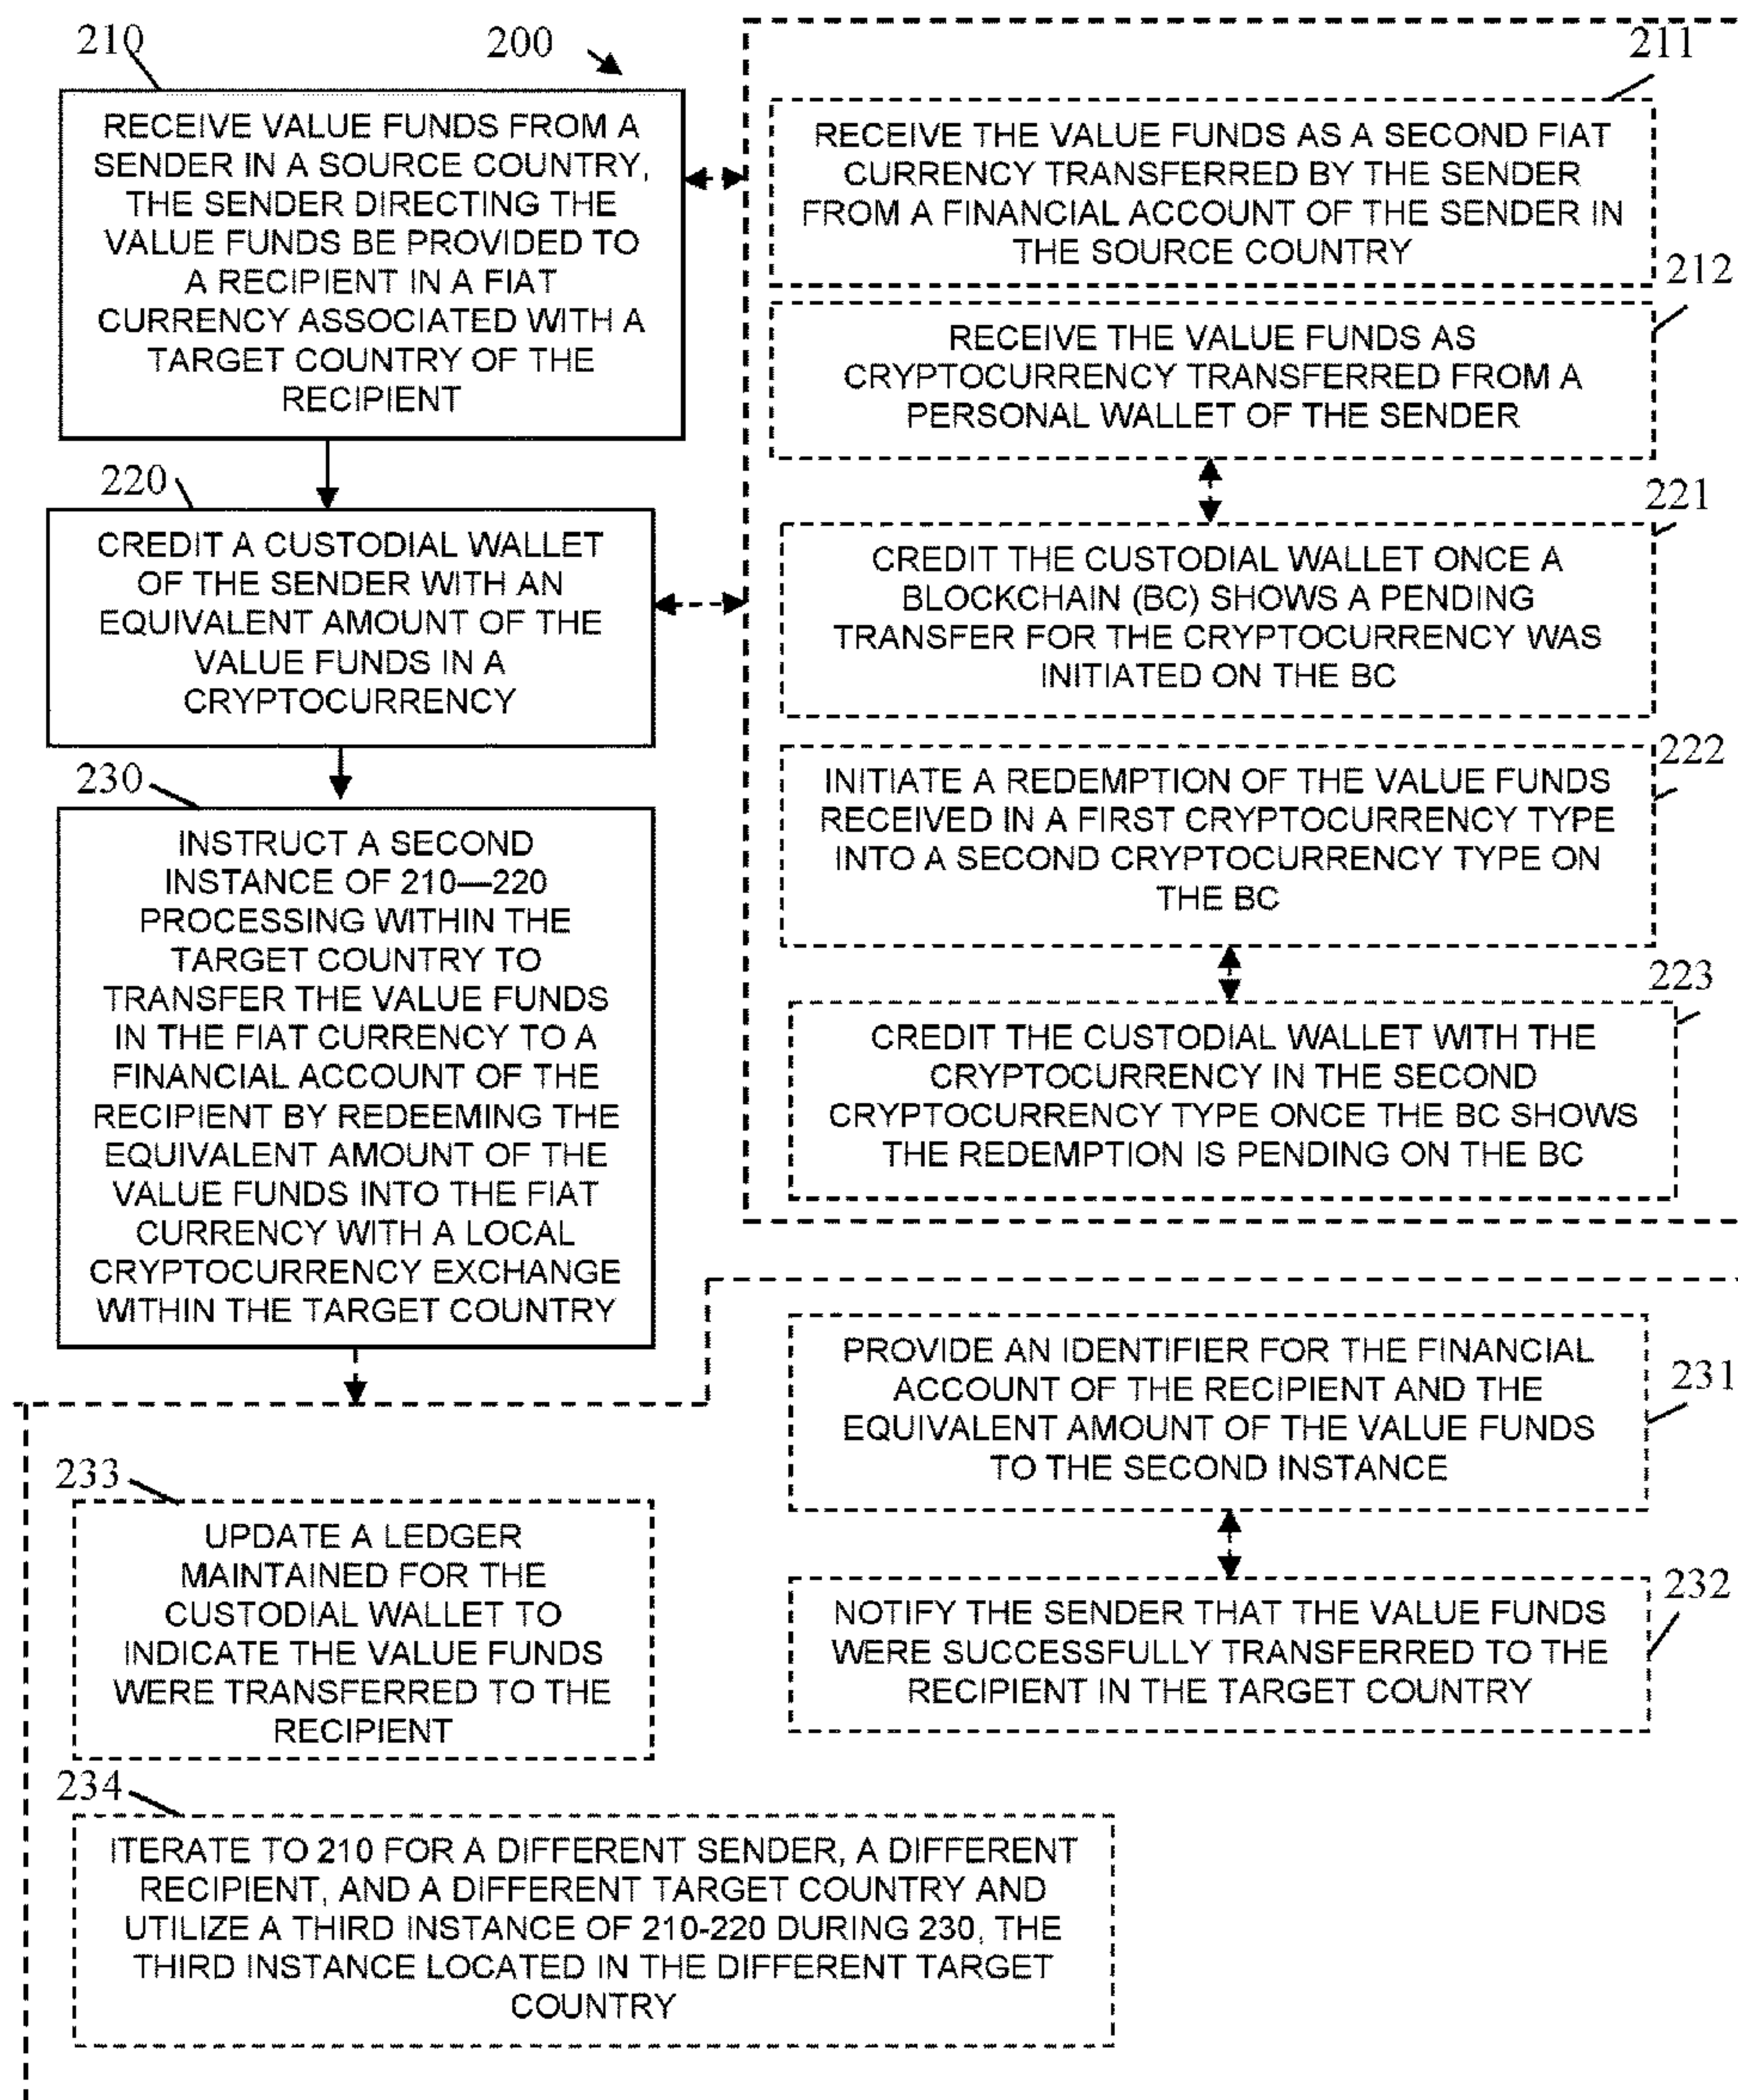 210
200
RECEIVE VALUE FUNDS FROM A
SENDER IN A SOURCE COUNTRY,
THE SENDER DIRECTING THE
VALUE FUNDS BE PROVIDED TO
A RECIPIENT IN A FIAT
CURRENCY ASSOCIATED WITH A
TARGET COUNTRY OF THE
RECIPIENT
220
CREDIT A CUSTODIAL WALLET
OF THE SENDER WITH AN
EQUIVALENT AMOUNT OF THE
VALUE FUNDS IN A
CRYPTOCURRENCY
230
INSTRUCT A SECOND
INSTANCE OF 210—220
PROCESSING WITHIN THE
TARGET COUNTRY TO
TRANSFER THE VALUE FUNDS
IN THE FIAT CURRENCY TO A
FINANCIAL ACCOUNT OF THE
RECIPIENT BY REDEEMING THE
EQUIVALENT AMOUNT OF THE
VALUE FUNDS INTO THE FIAT
CURRENCY WITH A LOCAL
CRYPTOCURRENCY EXCHANGE
WITHIN THE TARGET COUNTRY
211
RECEIVE THE VALUE FUNDS AS A SECOND FIAT
CURRENCY TRANSFERRED BY THE SENDER
FROM A FINANCIAL ACCOUNT OF THE SENDER IN
THE SOURCE COUNTRY
212
RECEIVE THE VALUE FUNDS AS
CRYPTOCURRENCY TRANSFERRED FROM A
PERSONAL WALLET OF THE SENDER
221
CREDIT THE CUSTODIAL WALLET ONCE A
BLOCKCHAIN (BC) SHOWS A PENDING
TRANSFER FOR THE CRYPTOCURRENCY WAS
INITIATED ON THE BC
222
INITIATE A REDEMPTION OF THE VALUE FUNDS
RECEIVED IN A FIRST CRYPTOCURRENCY TYPE
INTO A SECOND CRYPTOCURRENCY TYPE ON
THE BC
223
CREDIT THE CUSTODIAL WALLET WITH THE
CRYPTOCURRENCY IN THE SECOND
CRYPTOCURRENCY TYPE ONCE THE BC SHOWS
THE REDEMPTION IS PENDING ON THE BC
231
PROVIDE AN IDENTIFIER FOR THE FINANCIAL
ACCOUNT OF THE RECIPIENT AND THE
EQUIVALENT AMOUNT OF THE VALUE FUNDS
TO THE SECOND INSTANCE
232
NOTIFY THE SENDER THAT THE VALUE FUNDS
WERE SUCCESSFULLY TRANSFERRED TO THE
RECIPIENT IN THE TARGET COUNTRY
233
UPDATE A LEDGER
MAINTAINED FOR THE
CUSTODIAL WALLET TO
INDICATE THE VALUE FUNDS
WERE TRANSFERRED TO THE
RECIPIENT
234
ITERATE TO 210 FOR A DIFFERENT SENDER, A DIFFERENT
RECIPIENT, AND A DIFFERENT TARGET COUNTRY AND
UTILIZE A THIRD INSTANCE OF 210-220 DURING 230, THE
THIRD INSTANCE LOCATED IN THE DIFFERENT TARGET
COUNTRY